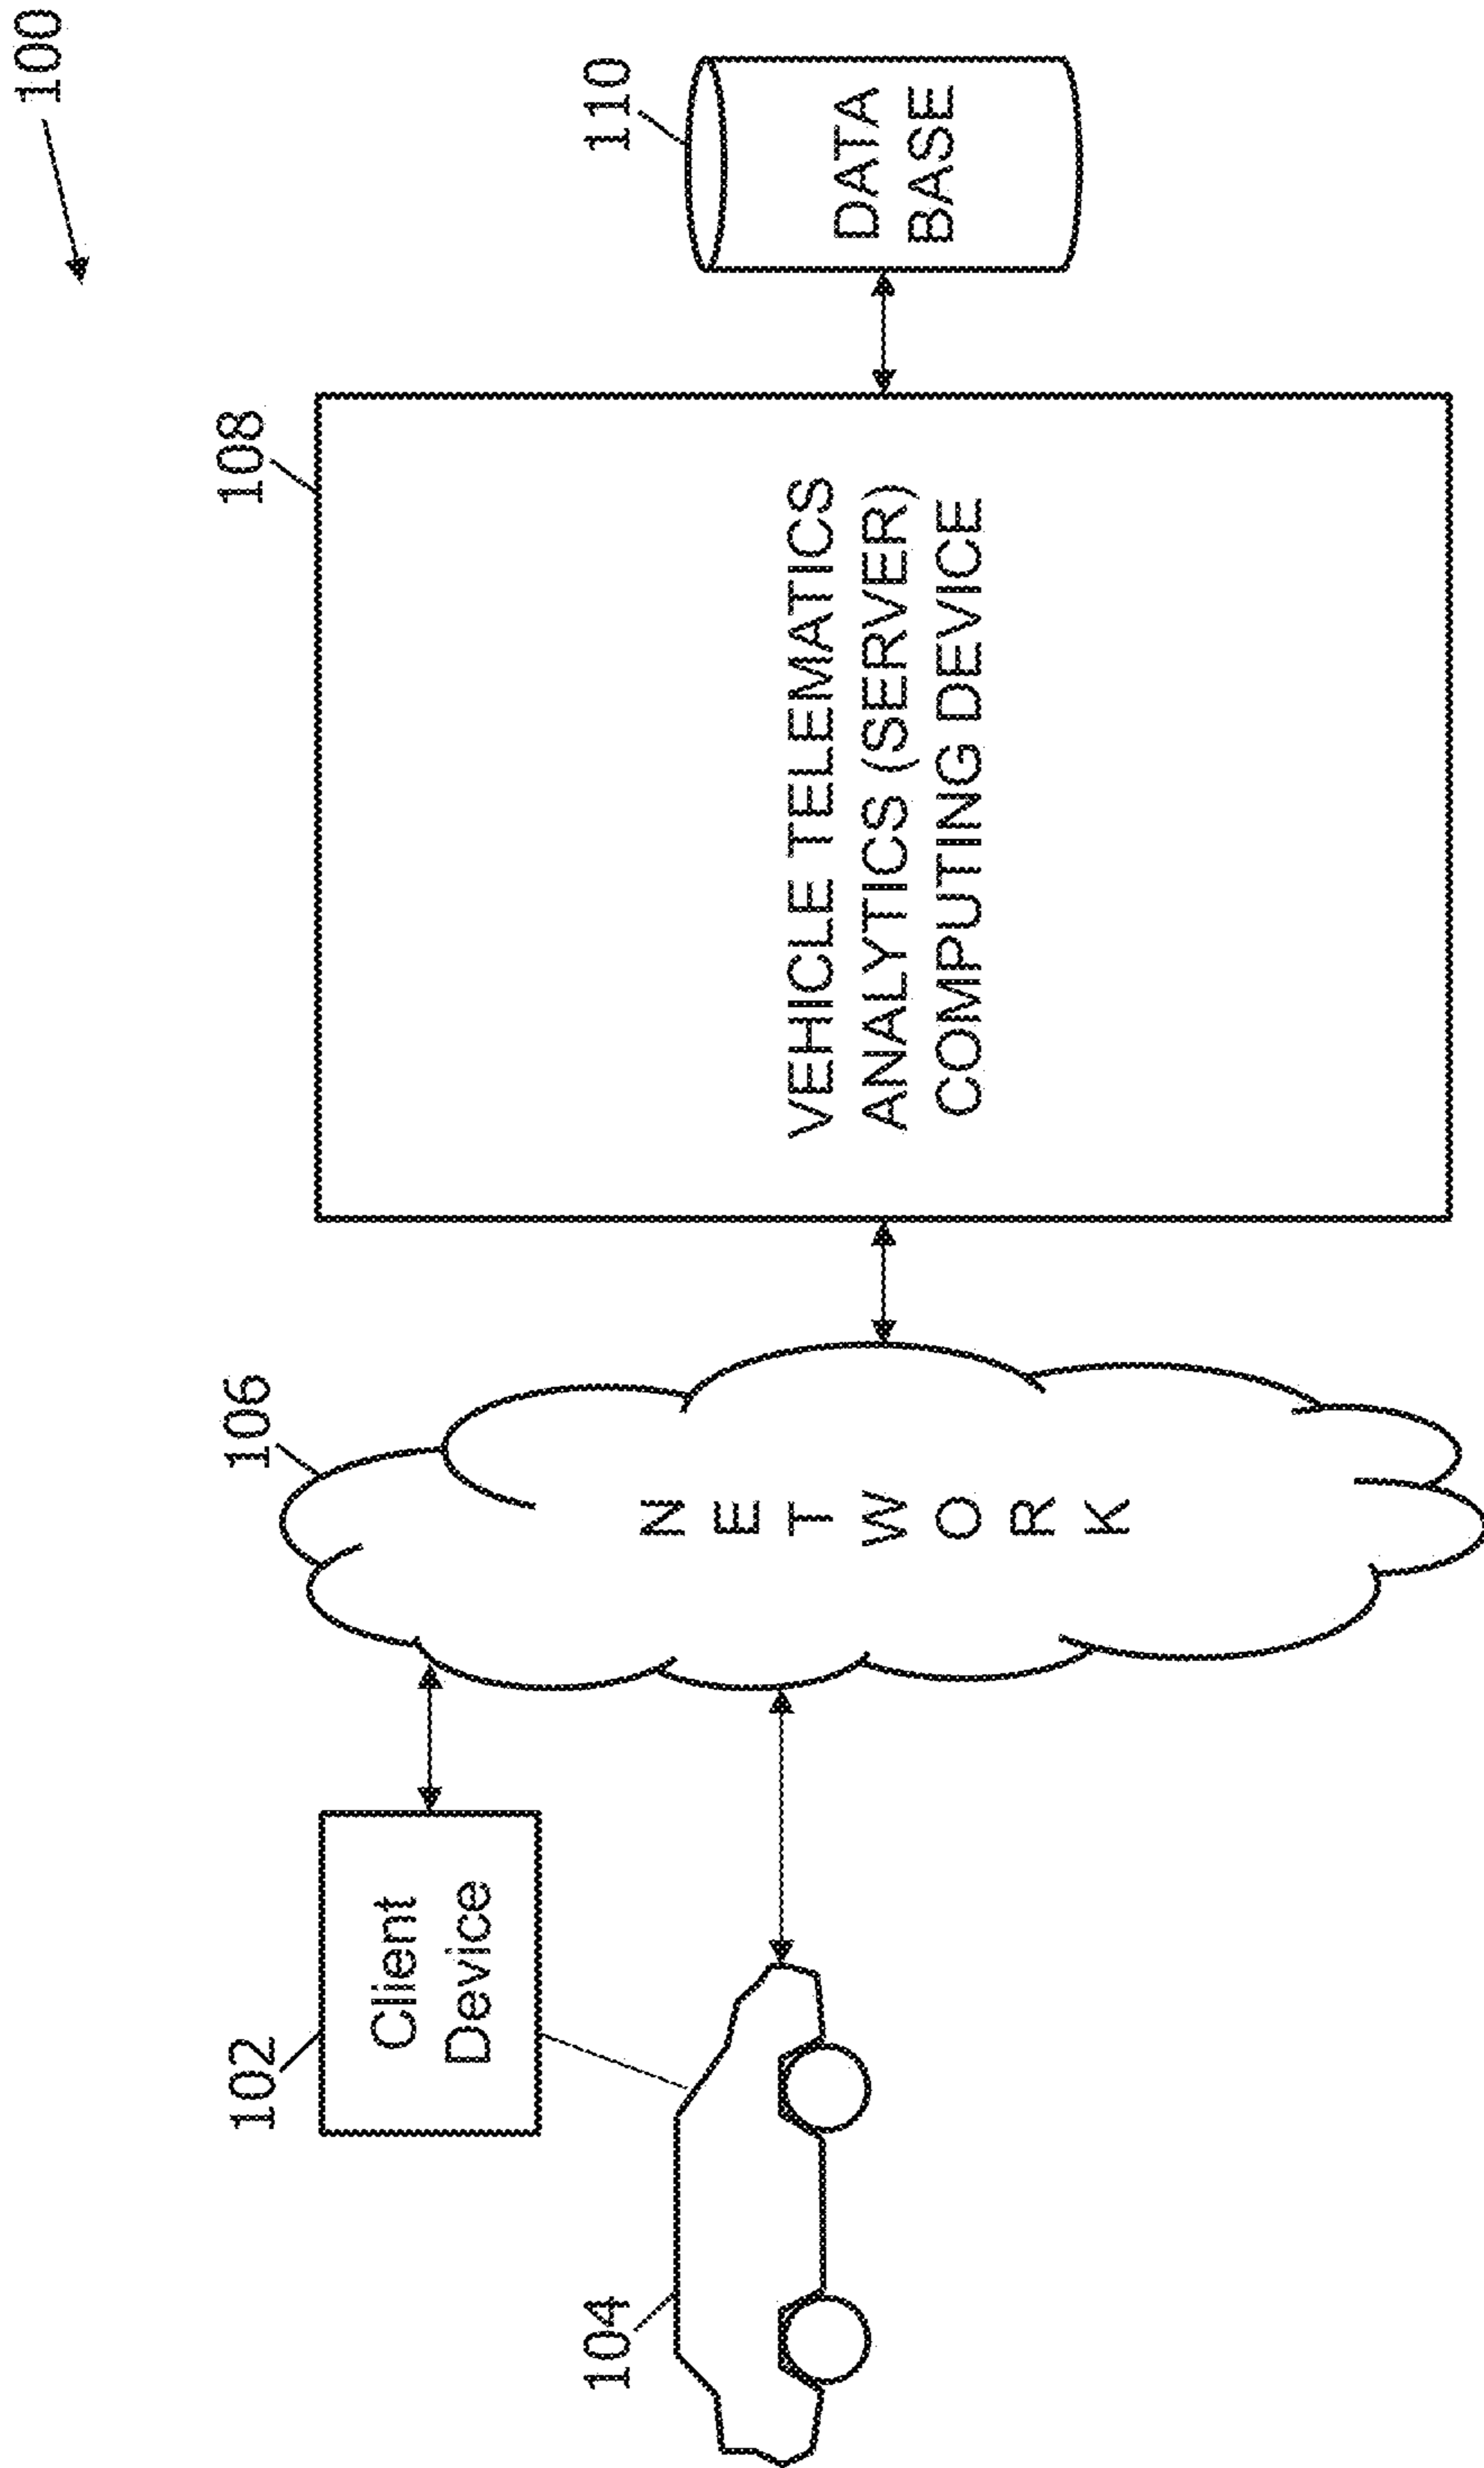 100
102
Client
Device
104
106
N
E
T
W
O
R
K
108
VEHICLE TELEMATICS
ANALYTICS (SERVER)
COMPUTING DEVICE
110
DATA
BASE